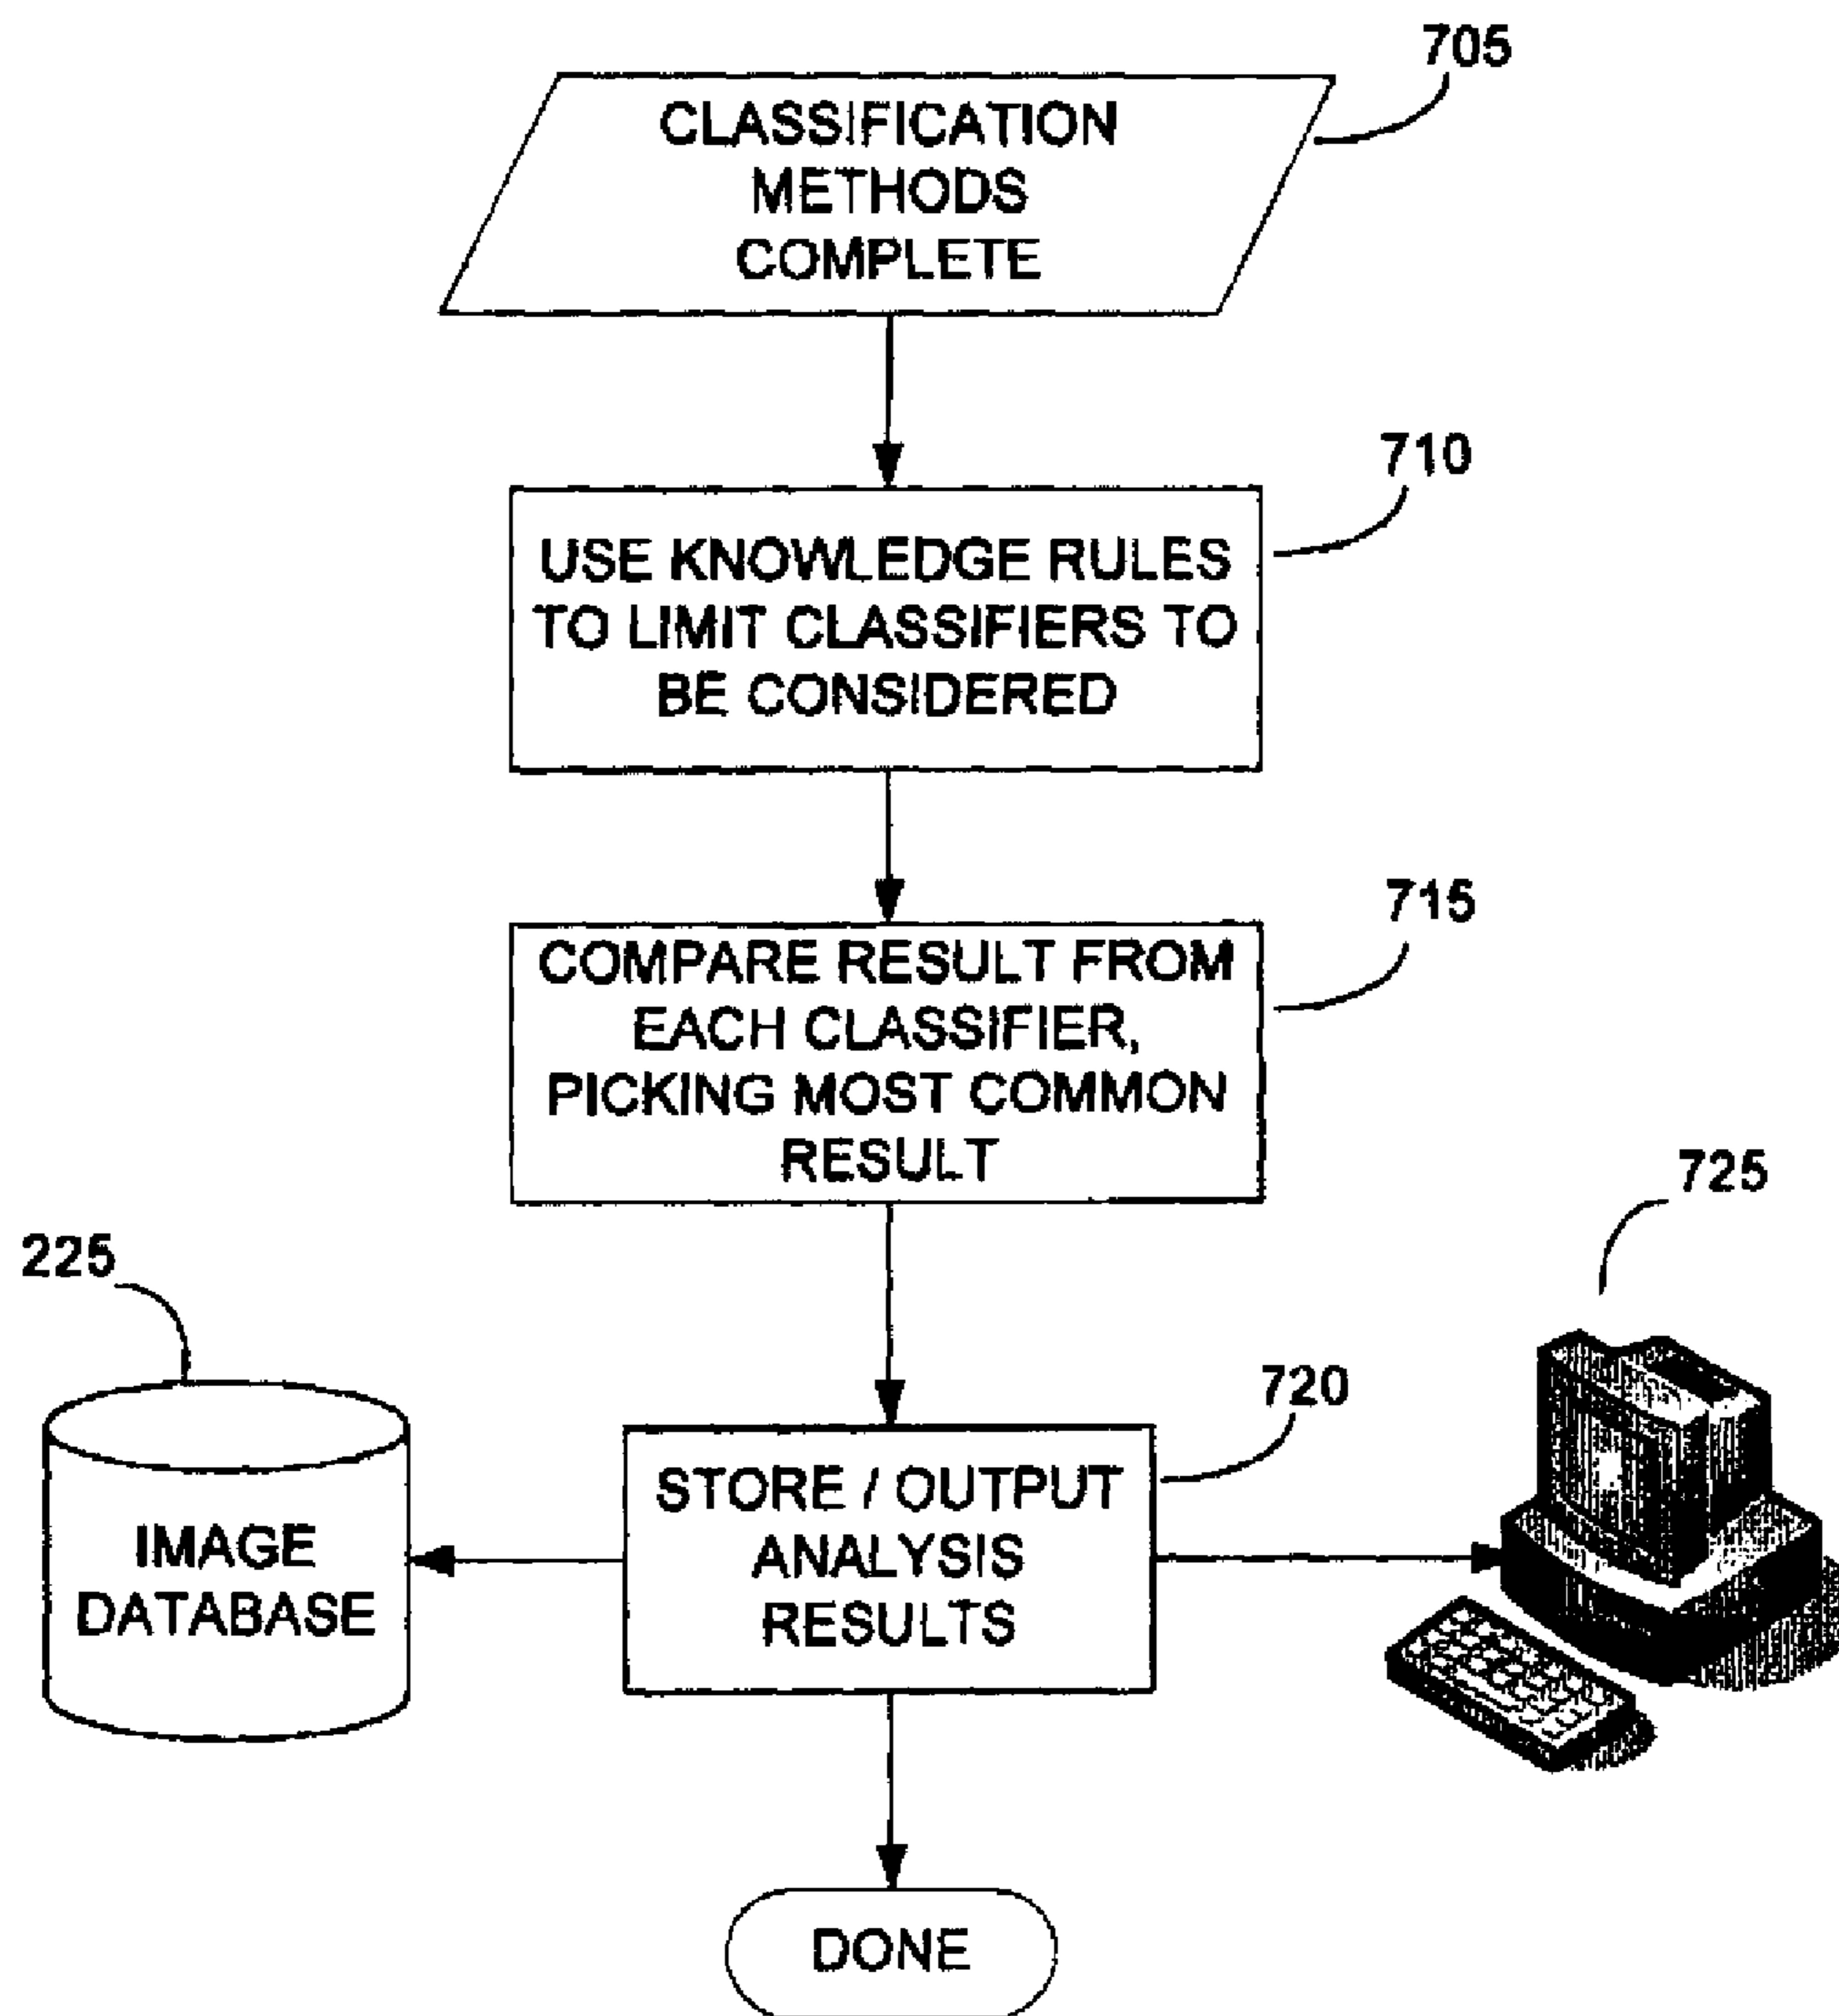 705
CLASSIFICATION
METHODS
COMPLETE
710
USE KNOWLEDGE RULES
TO LIMIT CLASSIFIERS TO
BE CONSIDERED
715
COMPARE RESULT FROM
EACH CLASSIFIER,
PICKING MOST COMMON
RESULT
725
225
720
STORE / OUTPUT
ANALYSIS
RESULTS
IMAGE
DATABASE
DONE